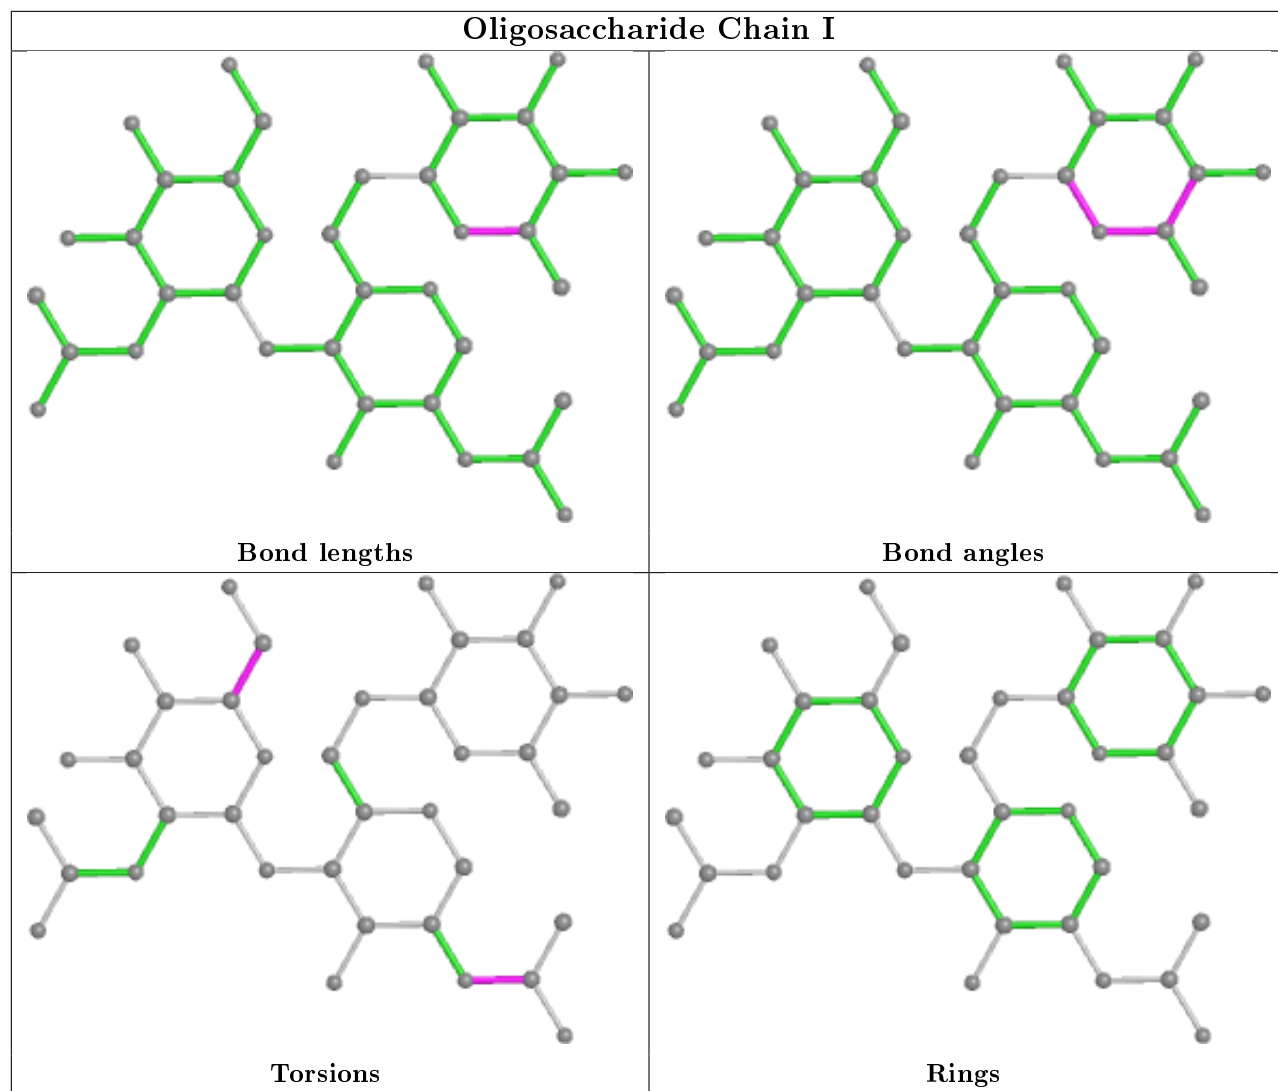 Oligosaccharide Chain I
Bond lengths
Bond angles
Torsions
Rings